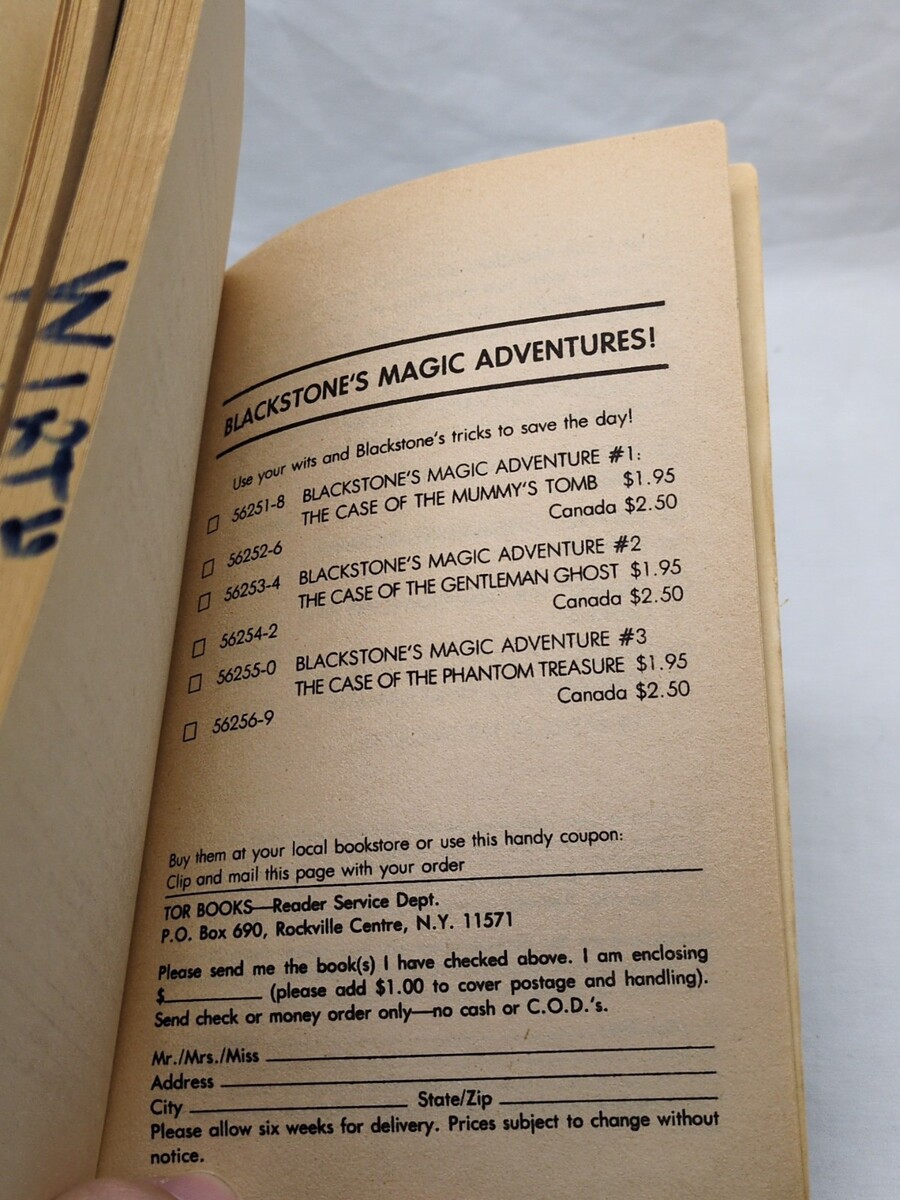 WIRTY
BLACKSTONE'S MAGIC ADVENTURES!
Use your wits and Blackstone's tricks to save the day!
56251-8 BLACKSTONE'S MAGIC ADVENTURE #1:
THE CASE OF THE MUMMY'S TOMB $1.95
56252-6 Canada $2.50
56253-4 BLACKSTONE'S MAGIC ADVENTURE #2
THE CASE OF THE GENTLEMAN GHOST $1.95
56254-2 Canada $2.50
56255-0 BLACKSTONE'S MAGIC ADVENTURE #3
THE CASE OF THE PHANTOM TREASURE $1.95
56256-9 Canada $2.50
Buy them at your local bookstore or use this handy coupon:
Clip and mail this page with your order
TOR BOOKS—Reader Service Dept.
P.O. Box 690, Rockville Centre, N.Y. 11571
Please send me the book(s) I have checked above. I am enclosing
$__________ (please add $1.00 to cover postage and handling).
Send check or money order only—no cash or C.O.D.'s.
Mr./Mrs./Miss
Address
City State/Zip
Please allow six weeks for delivery. Prices subject to change without
notice.